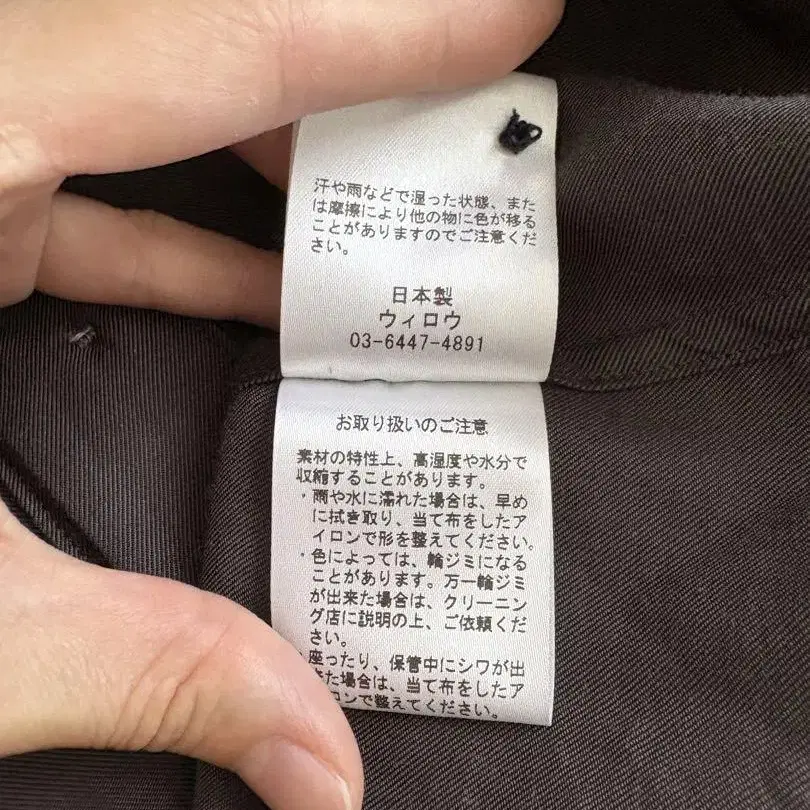 汗や雨などで湿った状態、また
は摩擦により他の物に色が移る
ことがありますのでご注意くだ
さい。
日本製
ウィロウ
03-6447-4891
お取り扱いのご注意
素材の特性上、高湿度や水分で
収縮することがあります。
・雨や水に濡れた場合は、早め
に拭き取り、当て布をしたア
イロンで形を整えてください。
・色によっては、輪ジミになる
ことがあります。万一輪ジミ
が出来た場合は、クリーニン
グ店に説明の上、ご依頼くだ
さい。
座ったり、保管中にシワが出
た場合は、当て布をしたア
ロンで整えてください。